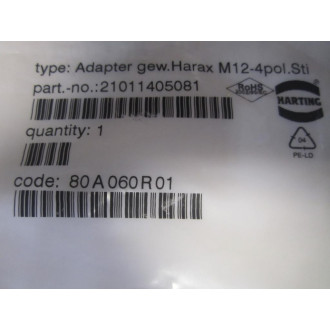 type: Adapter gew.Harax M12-4pol.Sti
part.-no.:21011405081
RoHS
HARTING
quantity: 1
04
PE-LD
code: 80A060R01